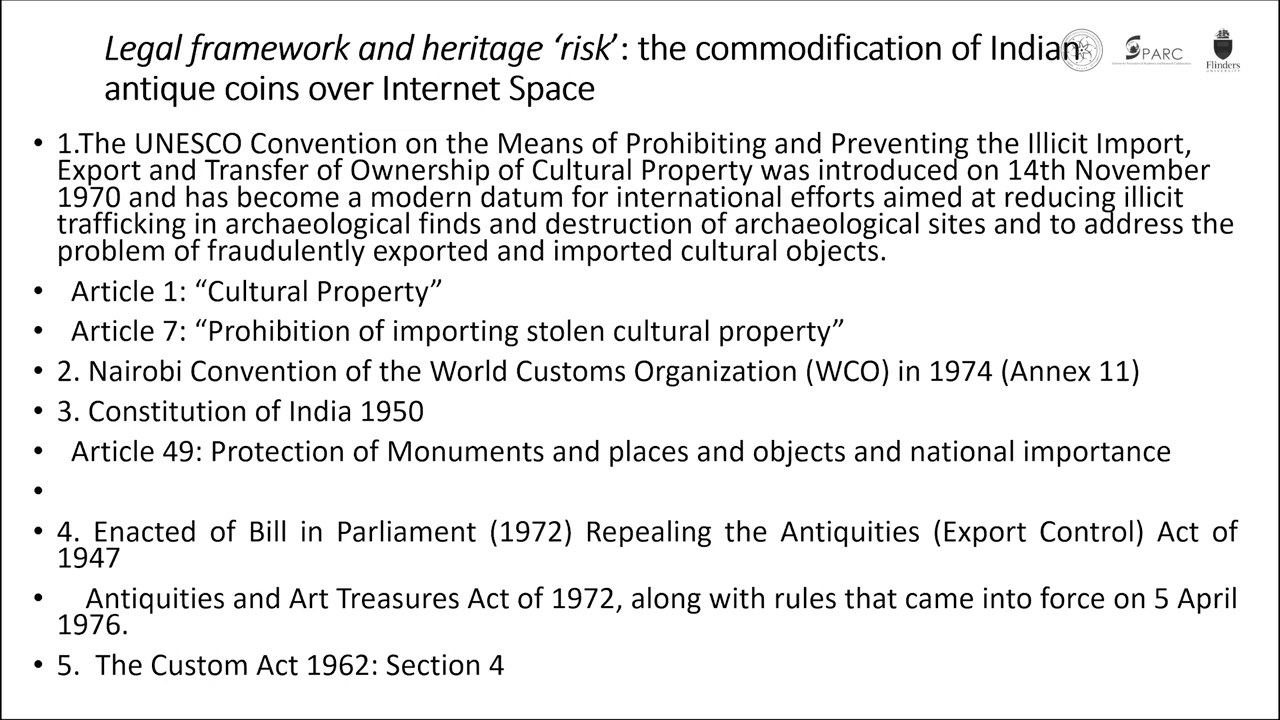 Legal framework and heritage ‘risk’: the commodification of Indian
antique coins over Internet Space
SPARC
Flinders
UNIVERSITY
• 1.The UNESCO Convention on the Means of Prohibiting and Preventing the Illicit Import,
Export and Transfer of Ownership of Cultural Property was introduced on 14th November
1970 and has become a modern datum for international efforts aimed at reducing illicit
trafficking in archaeological finds and destruction of archaeological sites and to address the
problem of fraudulently exported and imported cultural objects.
• Article 1: “Cultural Property”
• Article 7: “Prohibition of importing stolen cultural property”
• 2. Nairobi Convention of the World Customs Organization (WCO) in 1974 (Annex 11)
• 3. Constitution of India 1950
• Article 49: Protection of Monuments and places and objects and national importance
•
• 4. Enacted of Bill in Parliament (1972) Repealing the Antiquities (Export Control) Act of
1947
• Antiquities and Art Treasures Act of 1972, along with rules that came into force on 5 April
1976.
• 5. The Custom Act 1962: Section 4